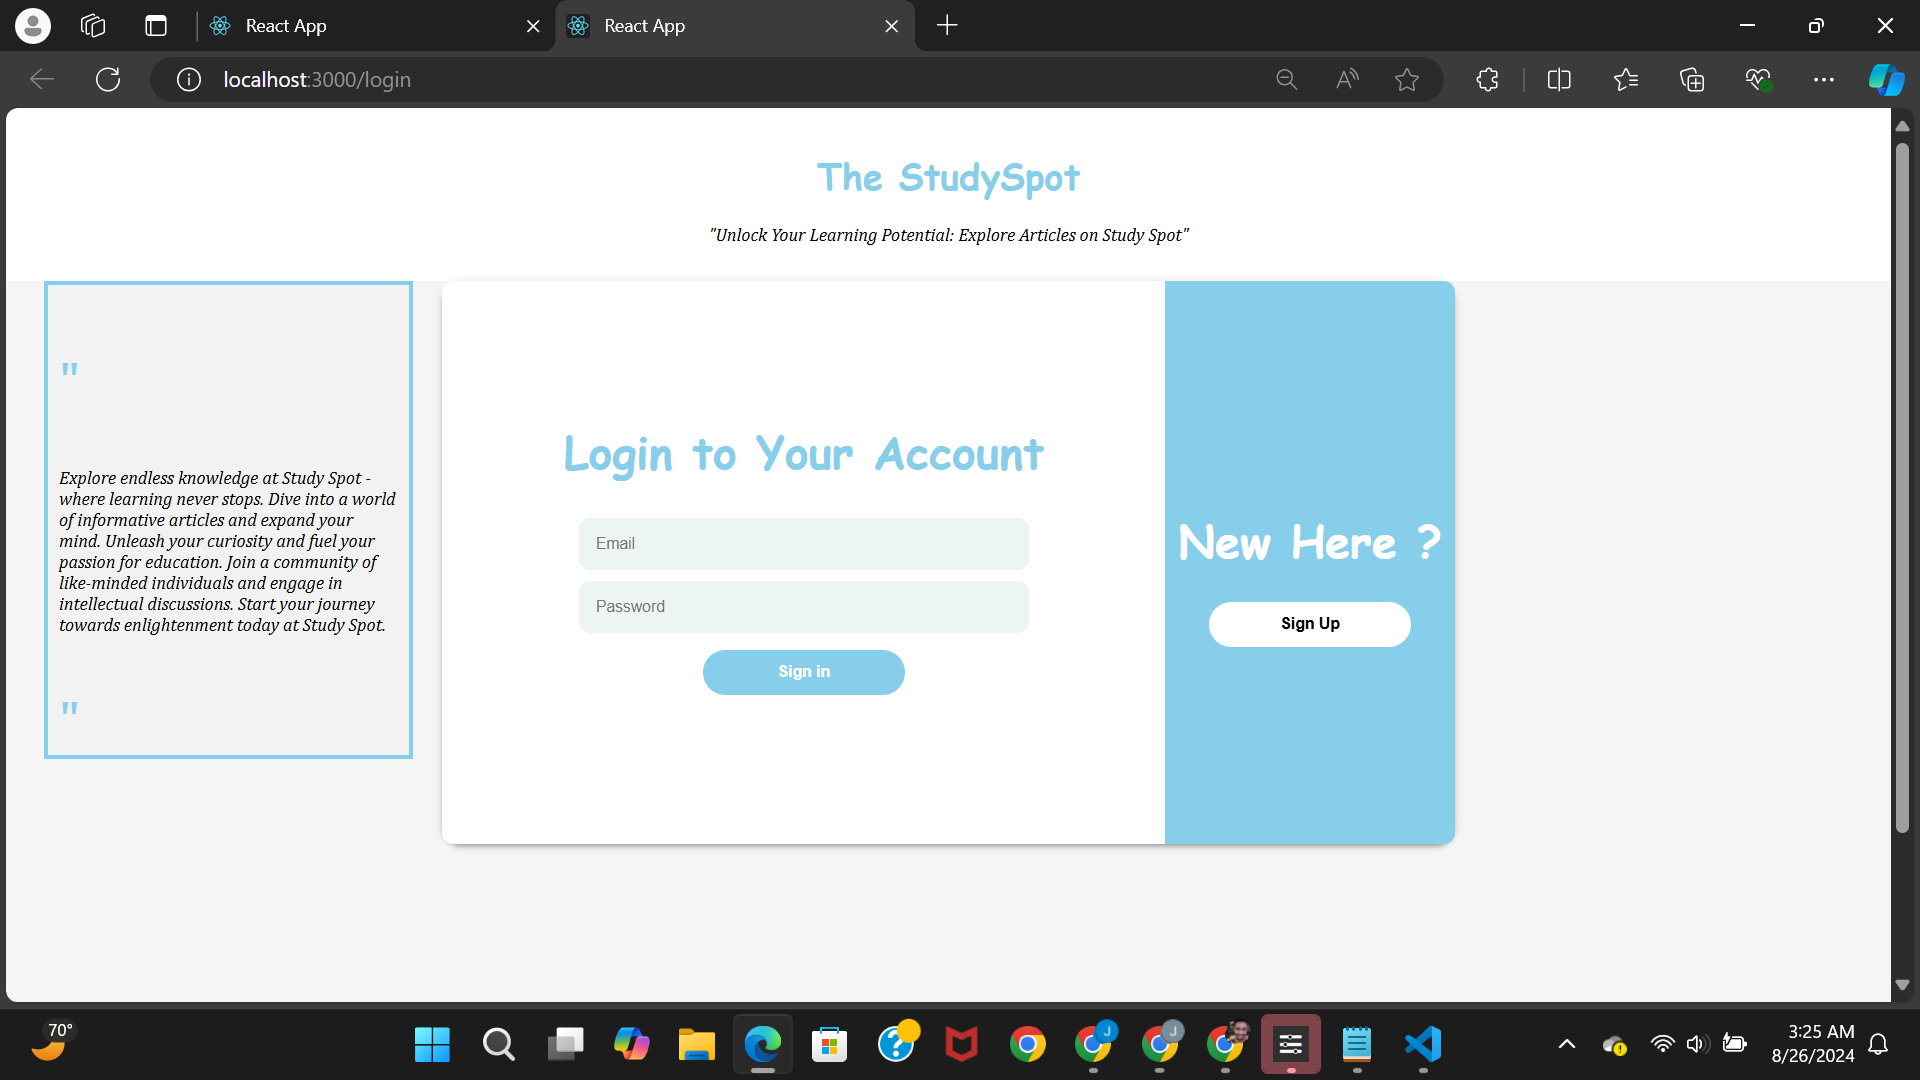 React App
React App
localhost:3000/login
The StudySpot
"Unlock Your Learning Potential: Explore Articles on Study Spot"
"
Explore endless knowledge at Study Spot -
where learning never stops. Dive into a world
of informative articles and expand your
mind. Unleash your curiosity and fuel your
passion for education. Join a community of
like-minded individuals and engage in
intellectual discussions. Start your journey
towards enlightenment today at Study Spot.
"
Login to Your Account
Email
Password
Sign in
New Here ?
Sign Up
70°
J
J
3:25 AM
8/26/2024